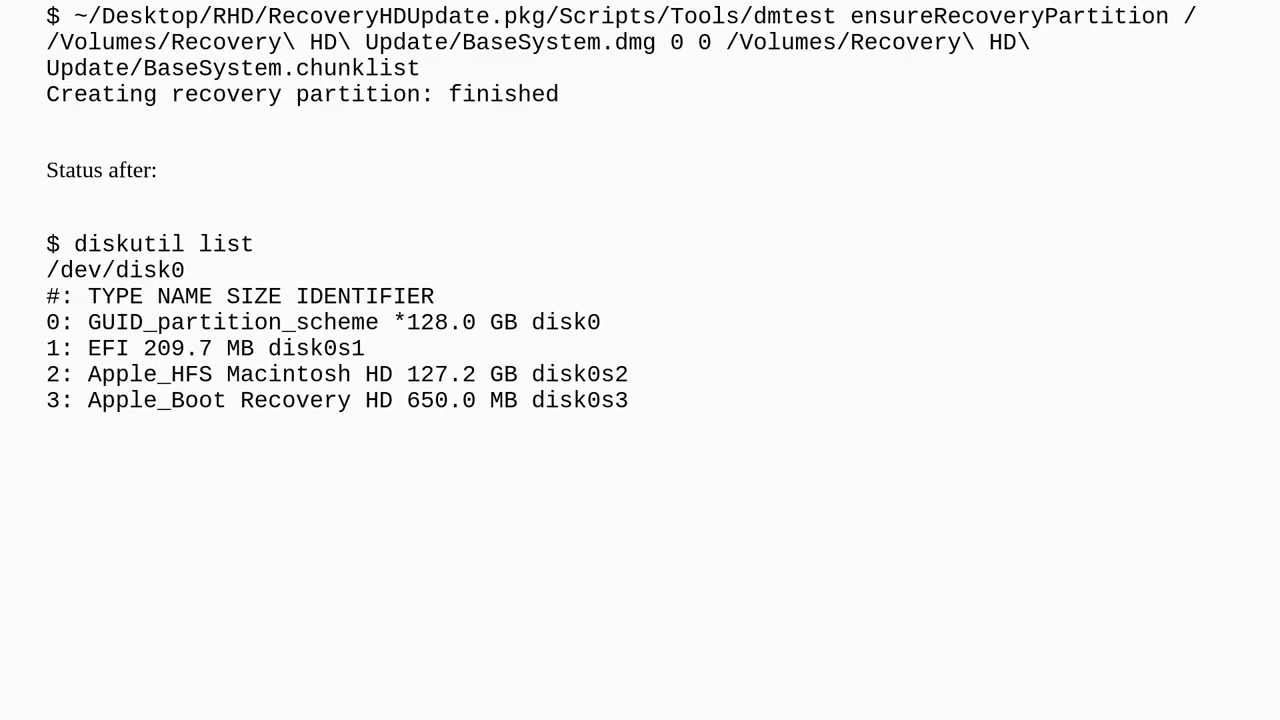 $ ~/Desktop/RHD/RecoveryHDUpdate.pkg/Scripts/Tools/dmtest ensureRecoveryPartition /
/Volumes/Recovery\ HD\ Update/BaseSystem.dmg 0 0 /Volumes/Recovery\ HD\
Update/BaseSystem.chunklist
Creating recovery partition: finished
Status after:
$ diskutil list
/dev/disk0
#: TYPE NAME SIZE IDENTIFIER
0: GUID_partition_scheme *128.0 GB disk0
1: EFI 209.7 MB disk0s1
2: Apple_HFS Macintosh HD 127.2 GB disk0s2
3: Apple_Boot Recovery HD 650.0 MB disk0s3